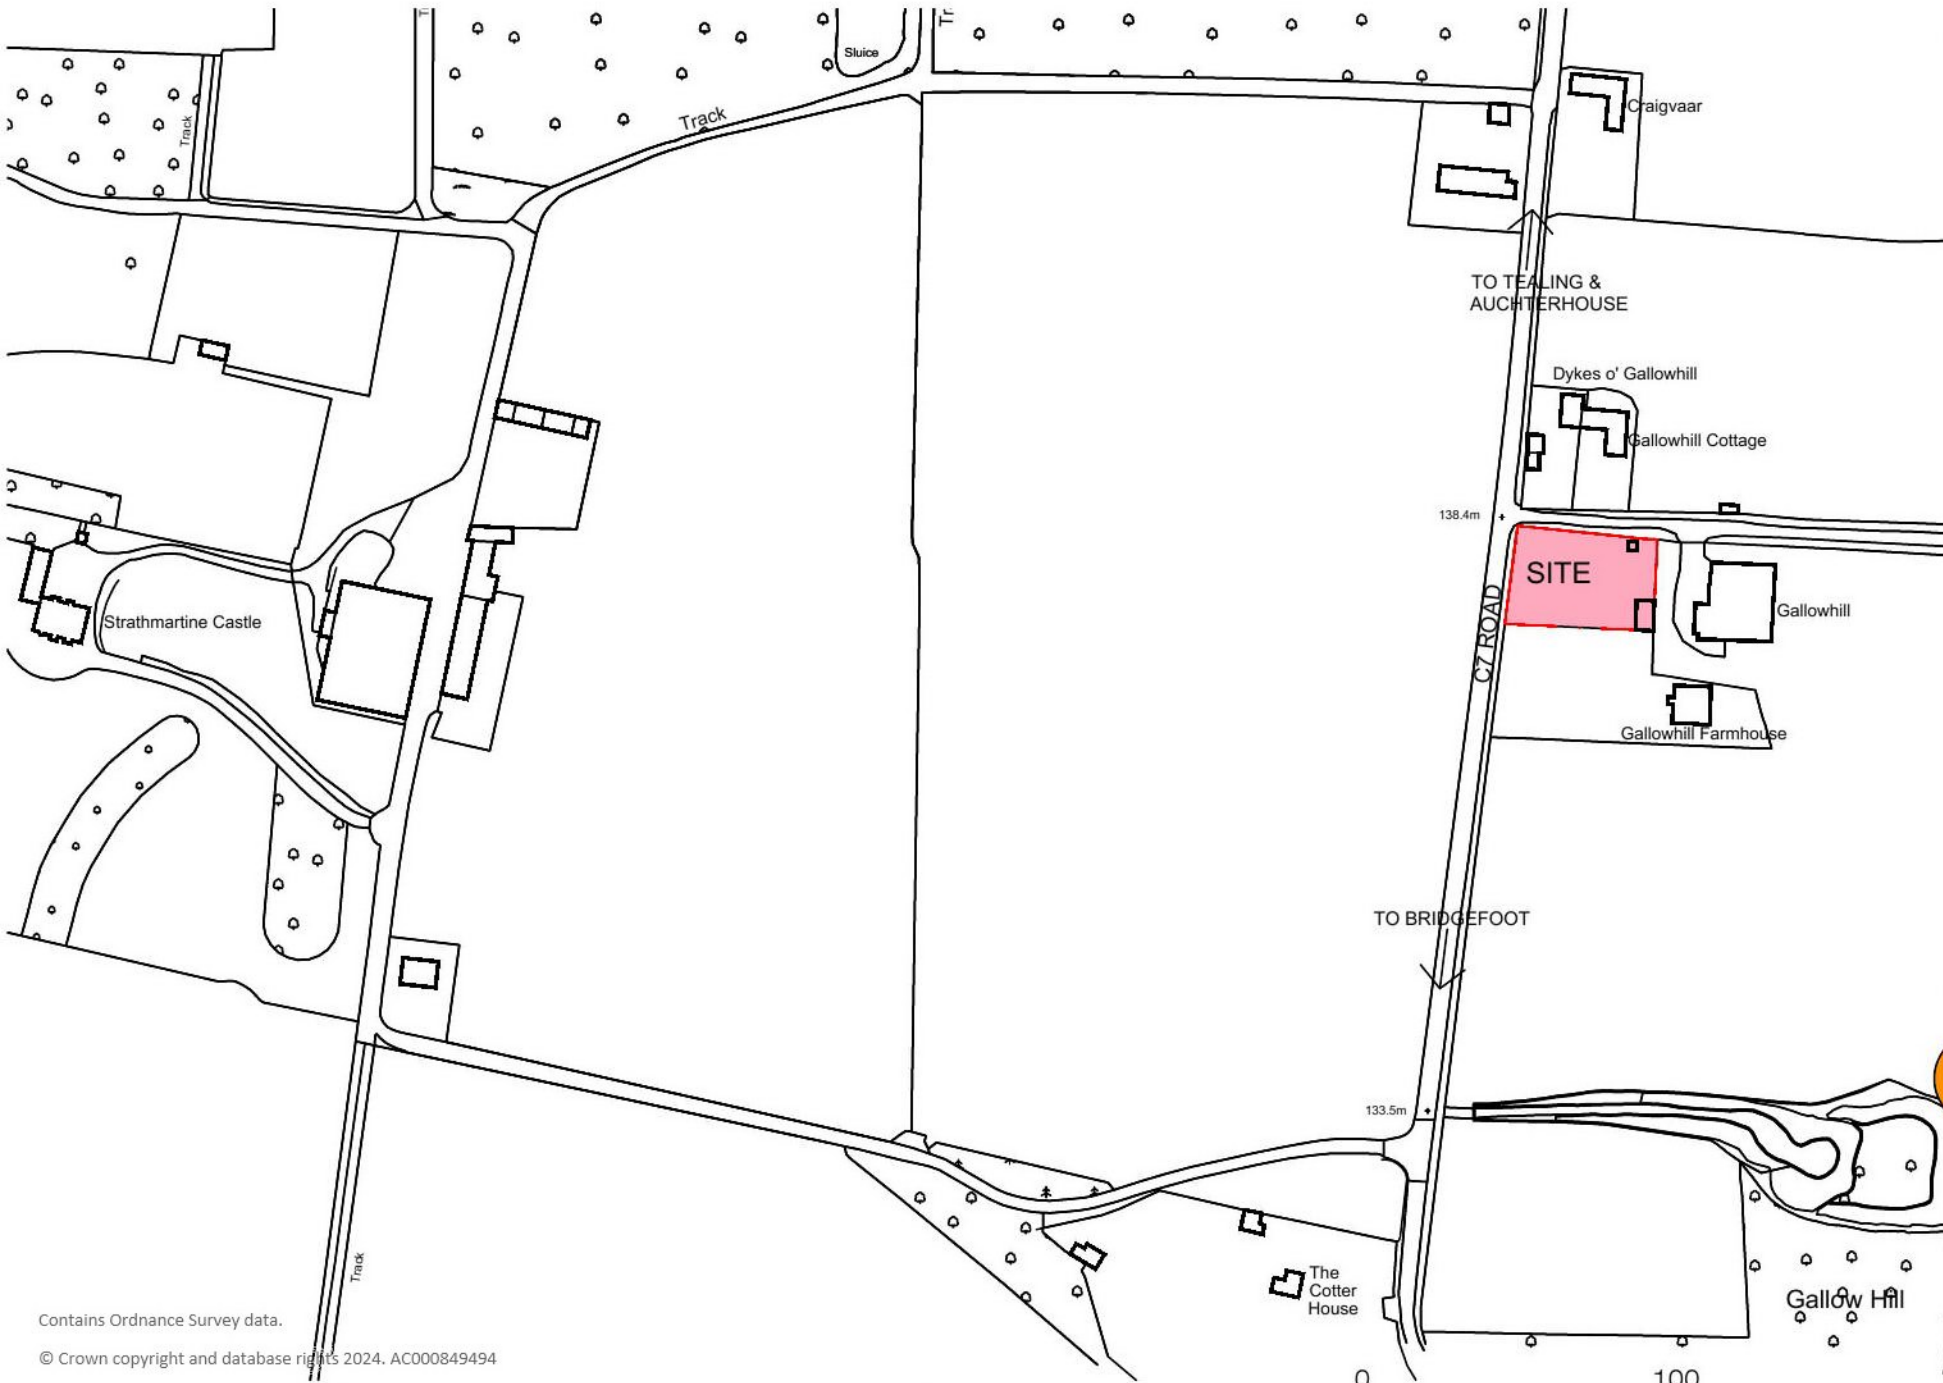 Sluice
Track
Track
Craigvaar
TO TEALING &
AUCHTERHOUSE
Dykes o' Gallowhill
Gallowhill Cottage
138.4m
SITE
Gallowhill
C7 ROAD
Strathmartine Castle
Gallowhill Farmhouse
TO BRIDGEFOOT
133.5m
Track
The
Cotter
House
Gallow Hill
Contains Ordnance Survey data.
© Crown copyright and database rights 2024. AC000849494
0 100